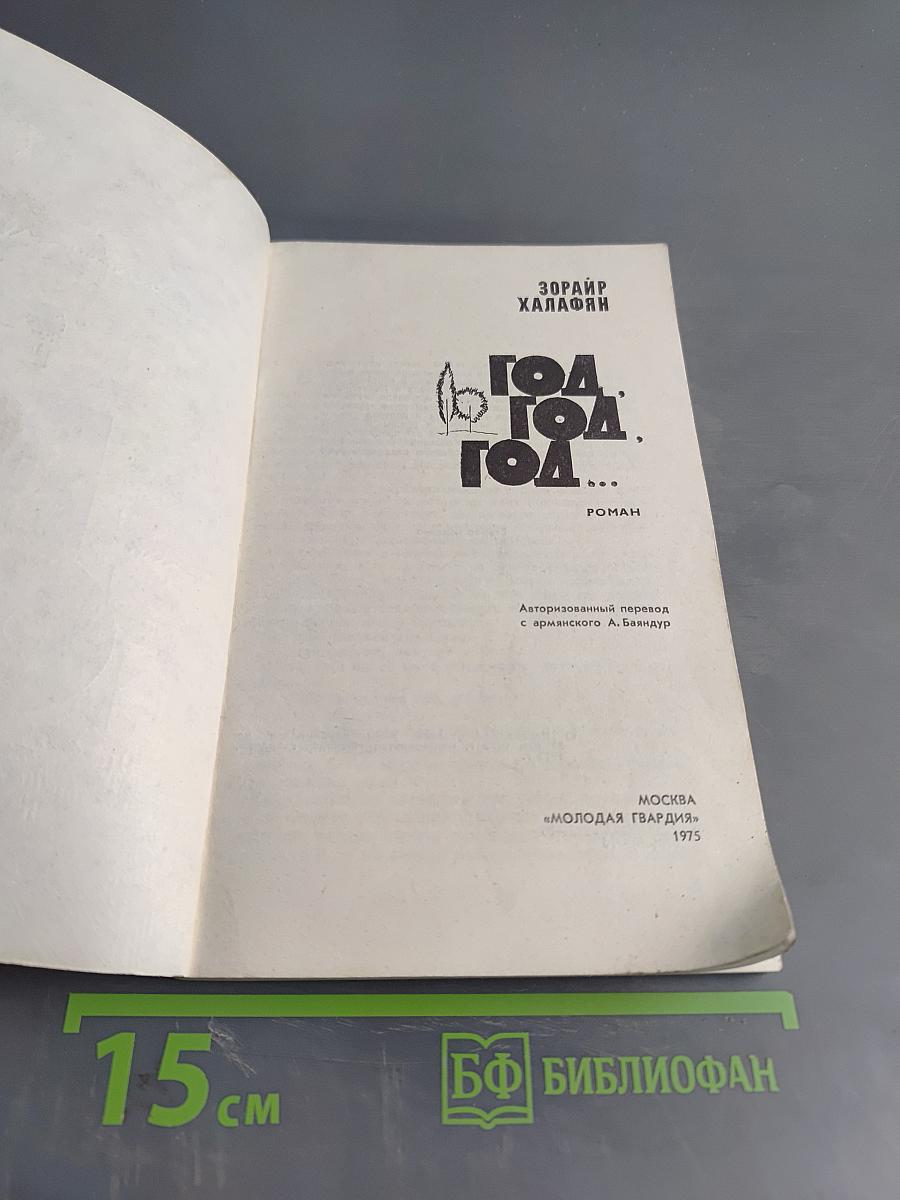 ЗОРАЙР
ХАЛАФЯН
ГОД,
ГОД,
ГОД...
РОМАН
Авторизованный перевод
с армянского А. Баяндур
МОСКВА
«МОЛОДАЯ ГВАРДИЯ»
1975
15 см
БФ БИБЛИОФАН